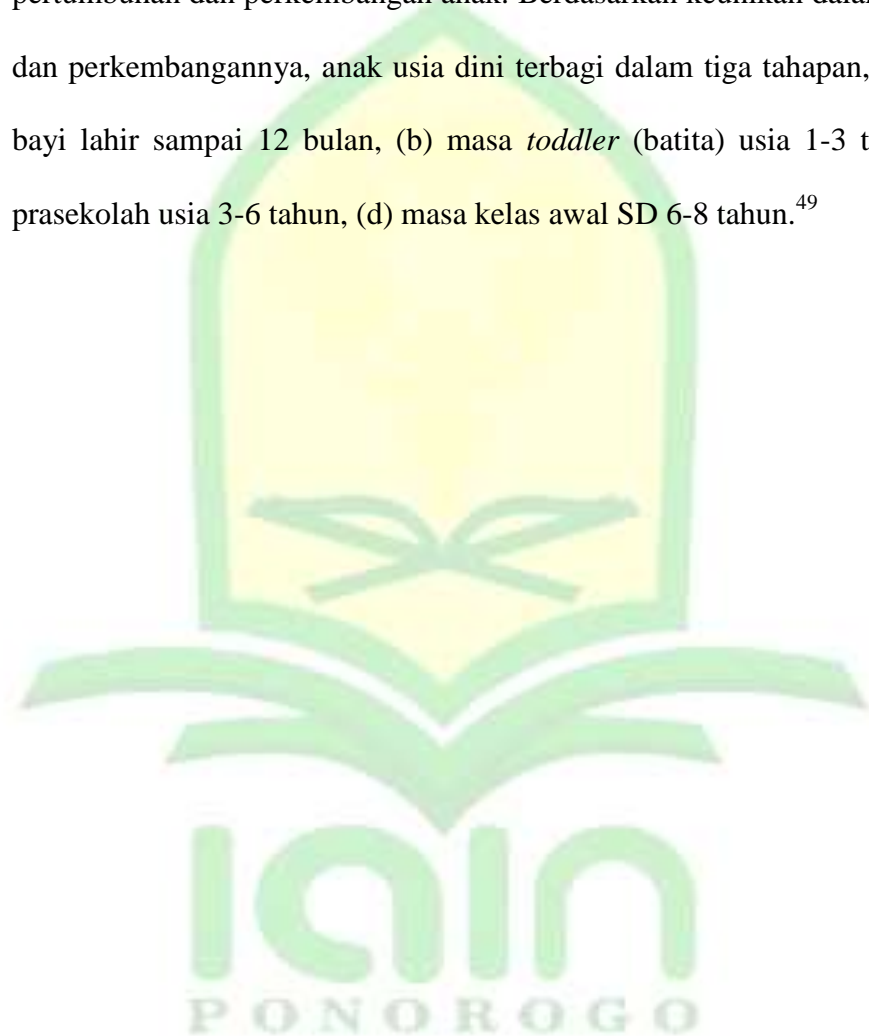 pertumbuhan dan perkembangan anak. Berdasarkan keunikan
dan perkembangannya, anak usia dini terbagi dalam tiga tahapan,
bayi lahir sampai 12 bulan, (b) masa toddler (batita) usia 1-3
prasekolah usia 3-6 tahun, (d) masa kelas awal SD 6-8 tahun.49
iain
PONOROGO